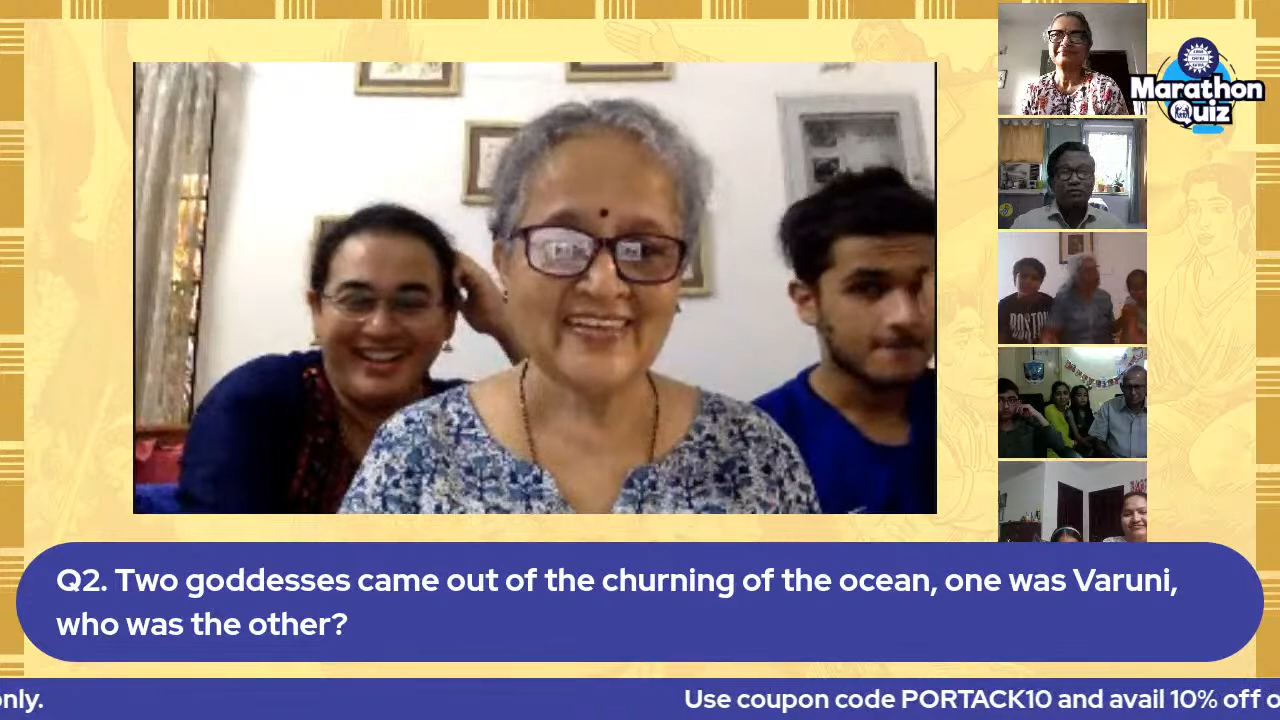 Marathon
Quiz
BOSTON
Q2. Two goddesses came out of the churning of the ocean, one was Varuni,
who was the other?
only.
Use coupon code PORTACK10 and avail 10% off o